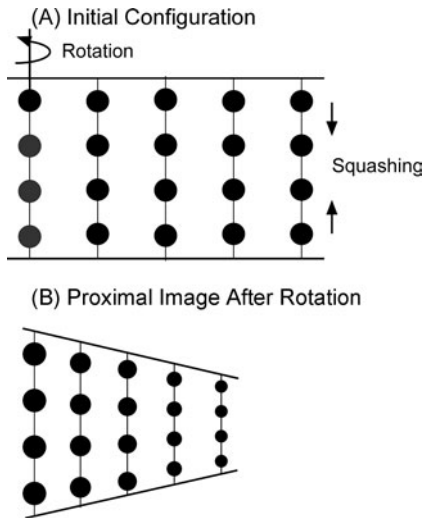 (A) Initial Configuration
Rotation
Squashing
(B) Proximal Image After Rotation